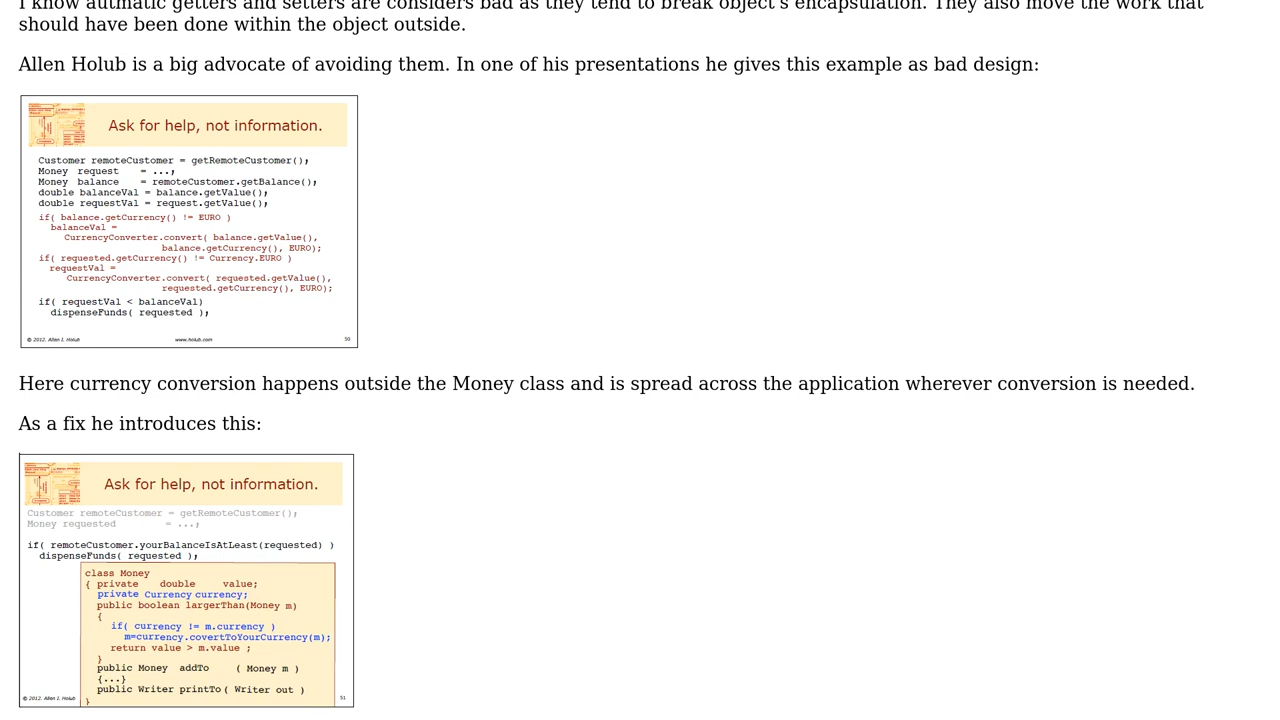 I know autmatic getters and setters are considers bad as they tend to break object's encapsulation. They also move the work that
should have been done within the object outside.
Allen Holub is a big advocate of avoiding them. In one of his presentations he gives this example as bad design:
Ask for help, not information.
Customer remoteCustomer = getRemoteCustomer();
Money request = ...;
Money balance = remoteCustomer.getBalance();
double balanceVal = balance.getValue();
double requestVal = request.getValue();
if( balance.getCurrency() != EURO )
balanceVal =
CurrencyConverter.convert( balance.getValue(),
balance.getCurrency(), EURO);
if( requested.getCurrency() != Currency.EURO )
requestVal =
CurrencyConverter.convert( requested.getValue(),
requested.getCurrency(), EURO);
if( requestVal < balanceVal)
dispenseFunds( requested );
© 2012. Allen I. Holub www.holub.com 50
Here currency conversion happens outside the Money class and is spread across the application wherever conversion is needed.
As a fix he introduces this:
Ask for help, not information.
Customer remoteCustomer = getRemoteCustomer();
Money requested = ...;
if( remoteCustomer.yourBalanceIsAtLeast(requested) )
dispenseFunds( requested );
class Money
{ private double value;
private Currency currency;
public boolean largerThan(Money m)
{
if( currency != m.currency )
m=currency.covertToYourCurrency(m);
return value > m.value ;
}
public Money addTo ( Money m )
{...}
public Writer printTo ( Writer out )
}
© 2012. Allen I. Holub 51